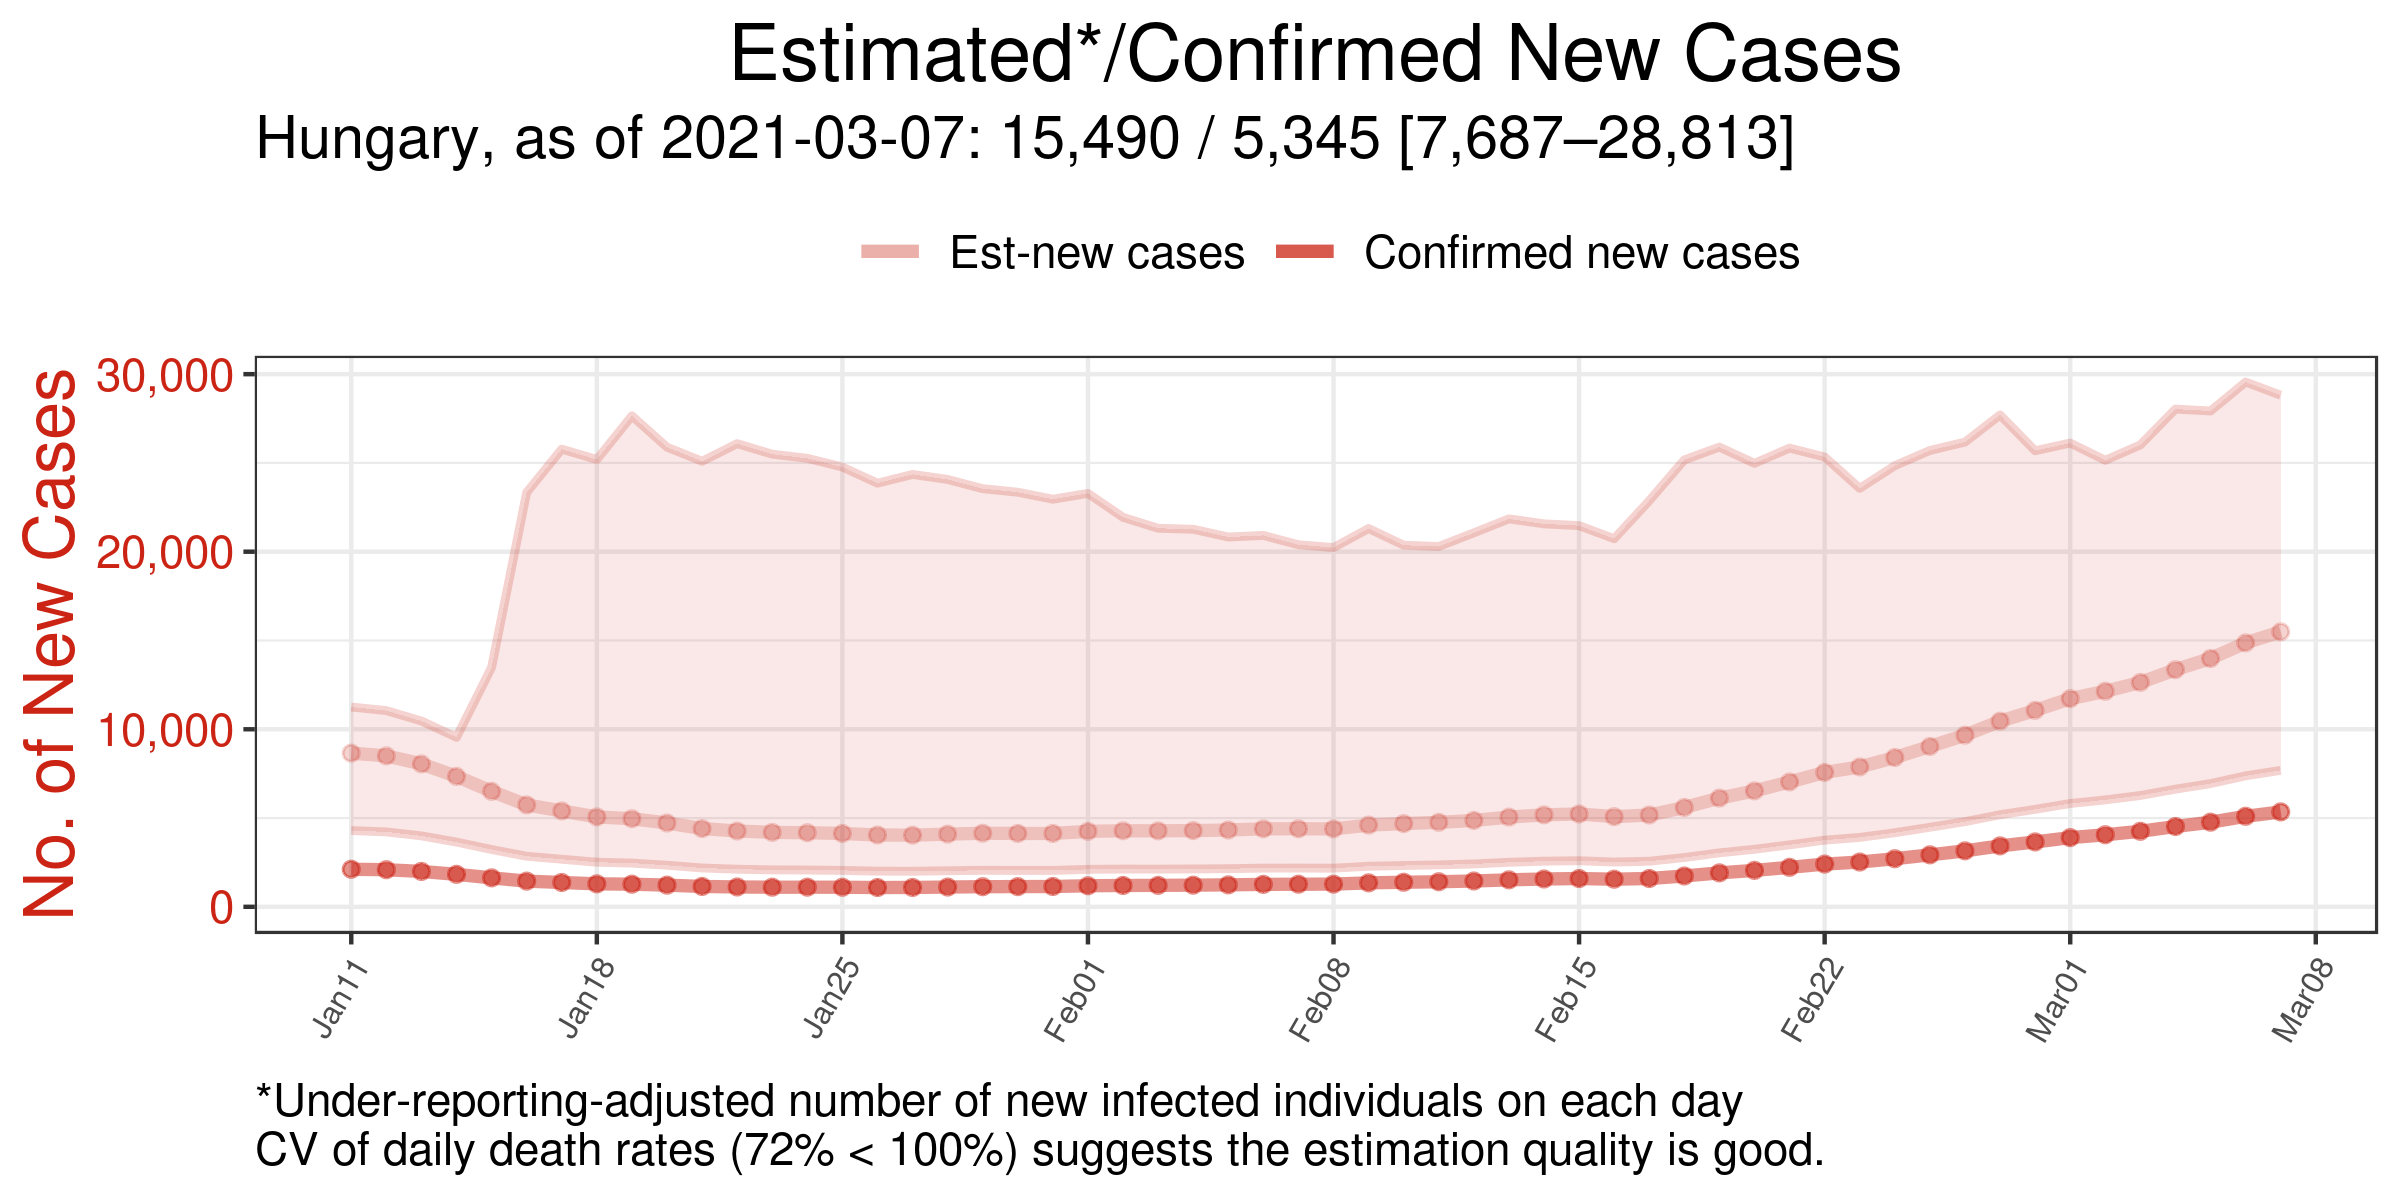 Estimated*/Confirmed New Cases
Hungary, as of 2021-03-07: 15,490 / 5,345 [7,687–28,813]
Est-new cases
Confirmed new cases
No. of New Cases
30,000
20,000
10,000
0
Jan11
Jan18
Jan25
Feb01
Feb08
Feb15
Feb22
Mar01
Mar08
*Under-reporting-adjusted number of new infected individuals on each day
CV of daily death rates (72% < 100%) suggests the estimation quality is good.